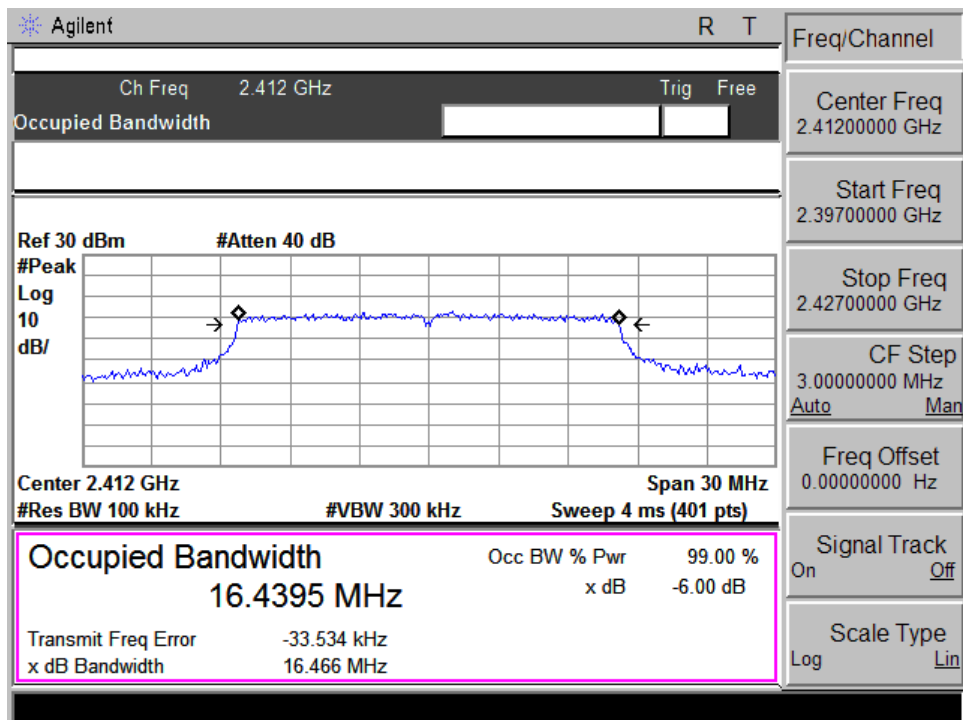 Agilent R T
Ch Freq 2.412 GHz Trig Free
Occupied Bandwidth
Ref 30 dBm #Atten 40 dB
#Peak
Log
10
dB/
Center 2.412 GHz Span 30 MHz
#Res BW 100 kHz #VBW 300 kHz Sweep 4 ms (401 pts)
Occupied Bandwidth Occ BW % Pwr 99.00 %
16.4395 MHz x dB -6.00 dB
Transmit Freq Error -33.534 kHz
x dB Bandwidth 16.466 MHz
Freq/Channel
Center Freq
2.41200000 GHz
Start Freq
2.39700000 GHz
Stop Freq
2.42700000 GHz
CF Step
3.00000000 MHz
Auto Man
Freq Offset
0.00000000 Hz
Signal Track
On Off
Scale Type
Log Lin